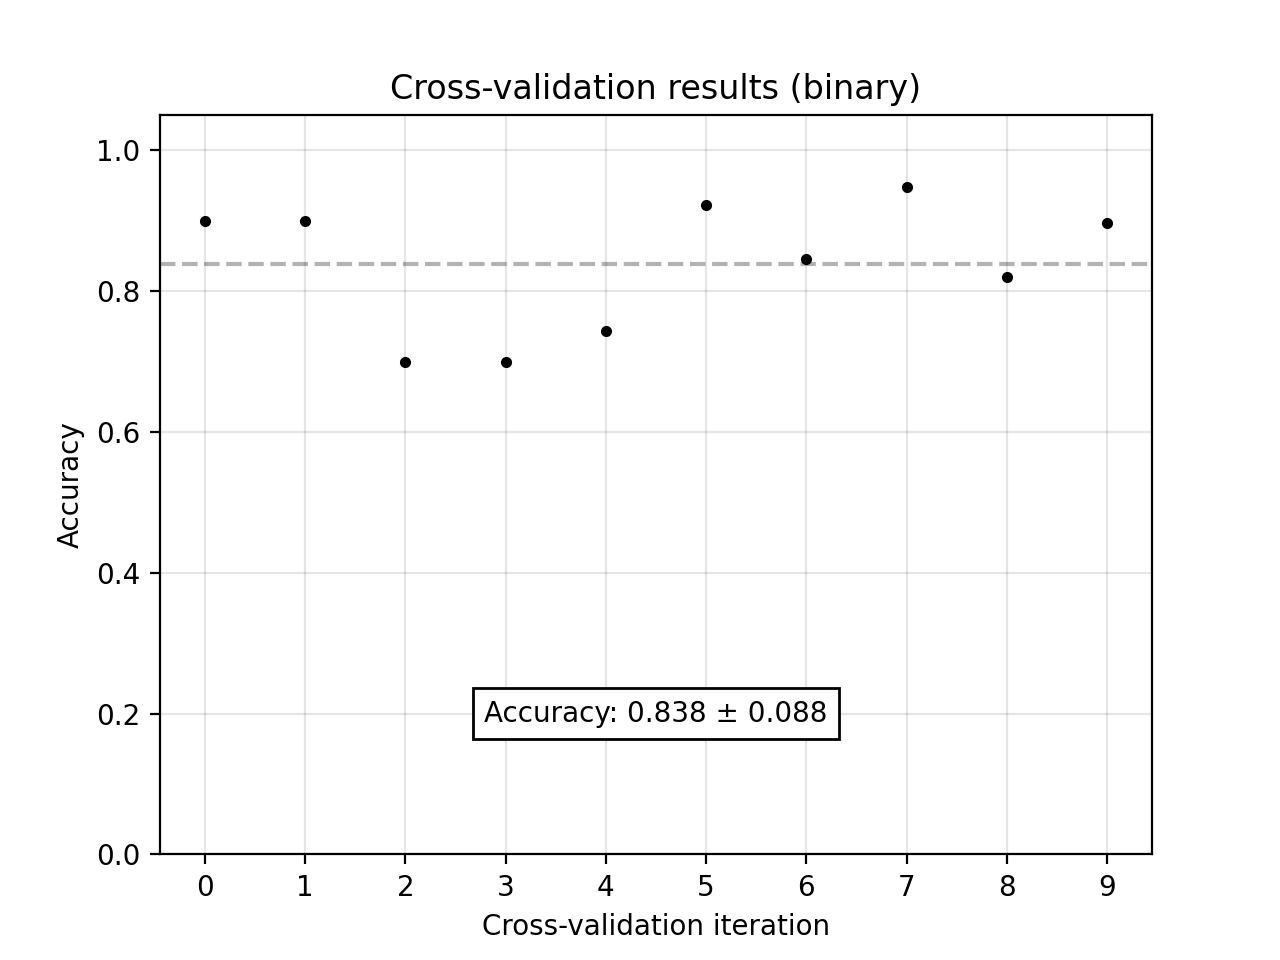 Cross-validation results (binary)
1.0
0.8
0.6
0.4
0.2
0.0
Accuracy
Accuracy: 0.838 ± 0.088
0 1 2 3 4 5 6 7 8 9
Cross-validation iteration